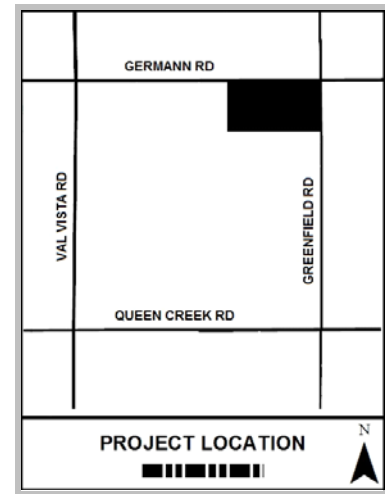 GERMANN RD
VAL VISTA RD
GREENFIELD RD
QUEEN CREEK RD
PROJECT LOCATION
N